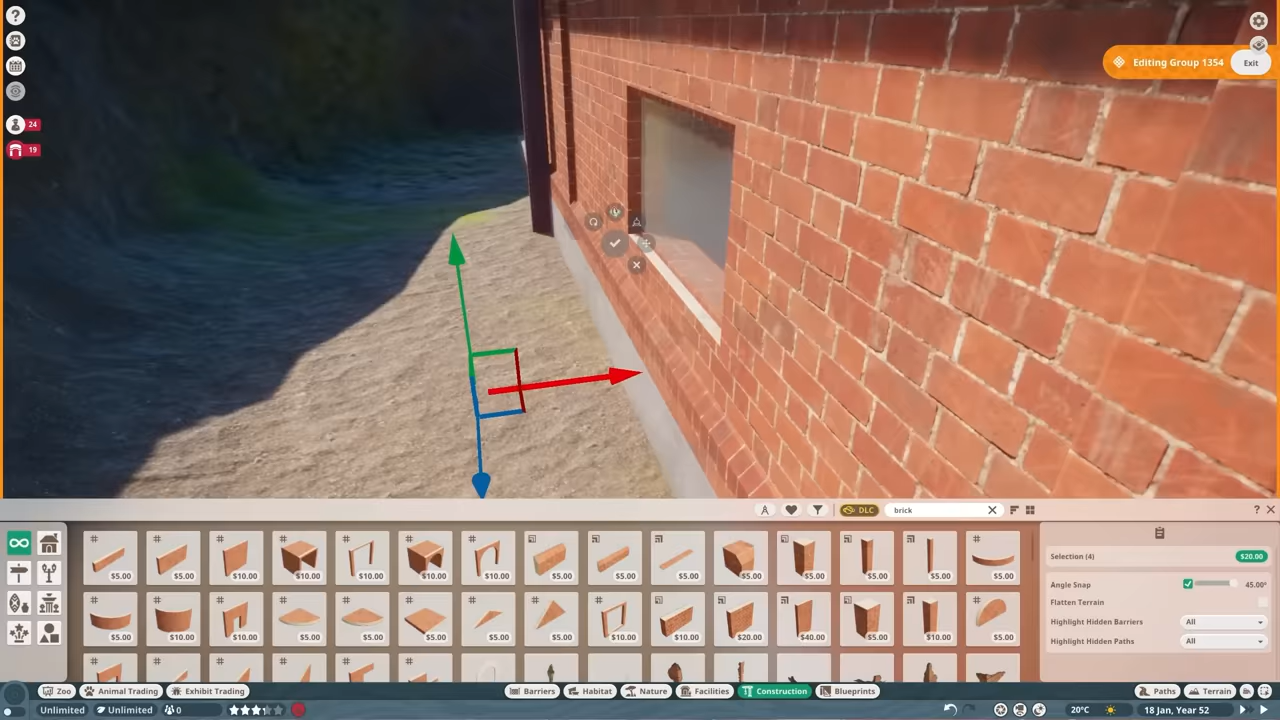 ?
Editing Group 1354 Exit
24
19
DLC brick ?
$5.00 $5.00 $10.00 $10.00 $10.00 $10.00 $10.00 $5.00 $5.00 $5.00 $5.00 $5.00 $5.00 $5.00 $5.00
$5.00 $10.00 $10.00 $5.00 $5.00 $5.00 $5.00 $5.00 $10.00 $10.00 $20.00 $40.00 $5.00 $10.00 $5.00
Selection (4) $20.00
Angle Snap 45.00°
Flatten Terrain
Highlight Hidden Barriers All
Highlight Hidden Paths All
Zoo Animal Trading Exhibit Trading Barriers Habitat Nature Facilities Construction Blueprints Paths Terrain
Unlimited Unlimited 0 20°C 18 Jan, Year 52